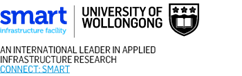 smart
infrastructure facility
UNIVERSITY OF
WOLLONGONG
AN INTERNATIONAL LEADER IN APPLIED
INFRASTRUCTURE RESEARCH
CONNECT: SMART